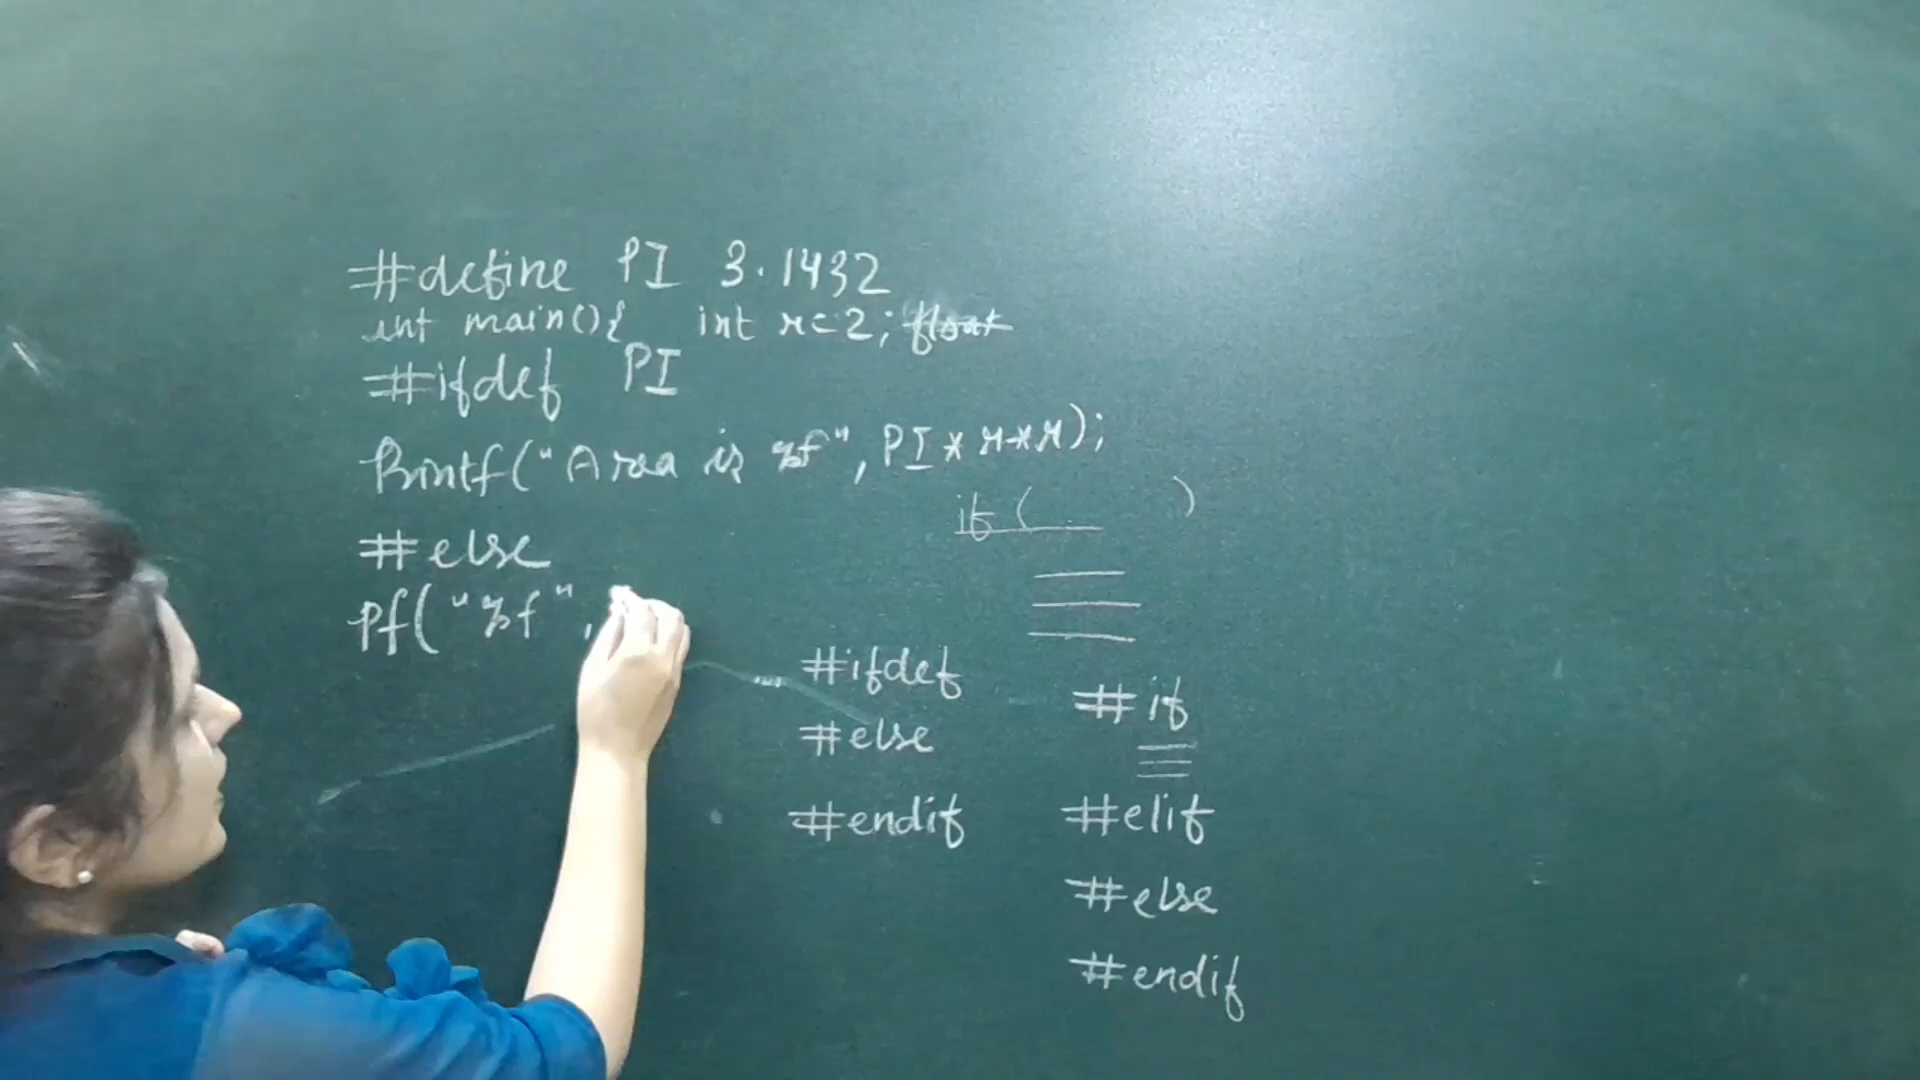 #define PI 3.1432
int main(){ int r=2; float
#ifdef PI
Printf("Area is %f", PI*r*r);
if ( )
#else
pf("%f",
#ifdef
#else
#endif
#if
#elif
#else
#endif